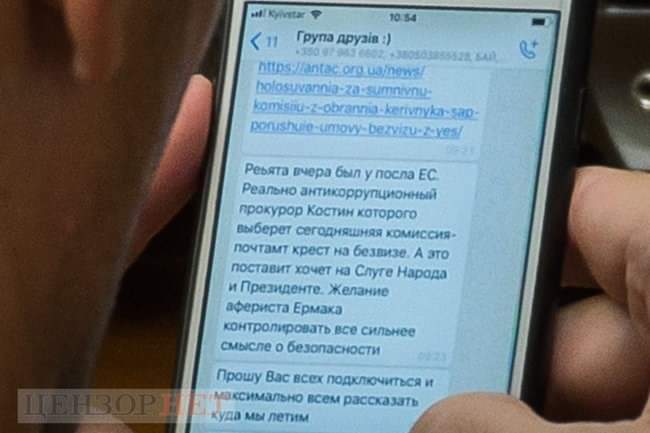 Kyivstar 10:54
11 Група друзів :)
+380 97 963 6602, +380503855528, БАЙ,...
https://antac.org.ua/news/
holosuvannia-za-sumnivnu-
komisiiu-z-obrannia-kerivnyka-sap-
porushuie-umovy-bezvizu-z-yes/
09:21
Реьята вчера был у посла ЕС.
Реально антикоррупционный
прокурор Костин которого
выберет сегодняшняя комиссия-
почтамт крест на безвизе. А это
поставит хочет на Слуге Народа
и Президенте. Желание
афериста Ермака
контролировать все сильнее
смысле о безопасности
09:23
Прошу Вас всех подключиться и
максимально всем рассказать
куда мы летим
ЦЕНЗОР.НЕТ